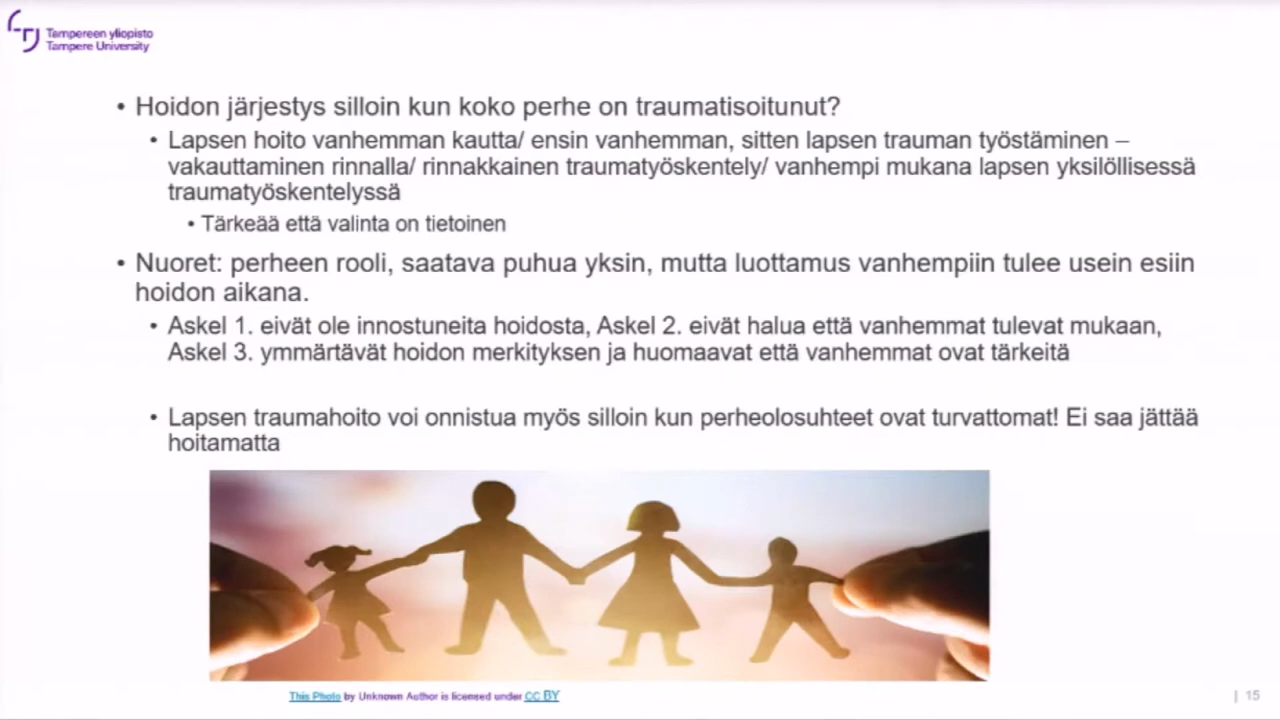 Tampereen yliopisto
Tampere University
• Hoidon järjestys silloin kun koko perhe on traumatisoitunut?
• Lapsen hoito vanhemman kautta/ ensin vanhemman, sitten lapsen trauman työstäminen –
vakauttaminen rinnalla/ rinnakkainen traumatyöskentely/ vanhempi mukana lapsen yksilöllisessä
traumatyöskentelyssä
• Tärkeää että valinta on tietoinen
• Nuoret: perheen rooli, saatava puhua yksin, mutta luottamus vanhempiin tulee usein esiin
hoidon aikana.
• Askel 1. eivät ole innostuneita hoidosta, Askel 2. eivät halua että vanhemmat tulevat mukaan,
Askel 3. ymmärtävät hoidon merkityksen ja huomaavat että vanhemmat ovat tärkeitä
• Lapsen traumahoito voi onnistua myös silloin kun perheolosuhteet ovat turvattomat! Ei saa jättää
hoitamatta
This Photo by Unknown Author is licensed under CC BY
| 15